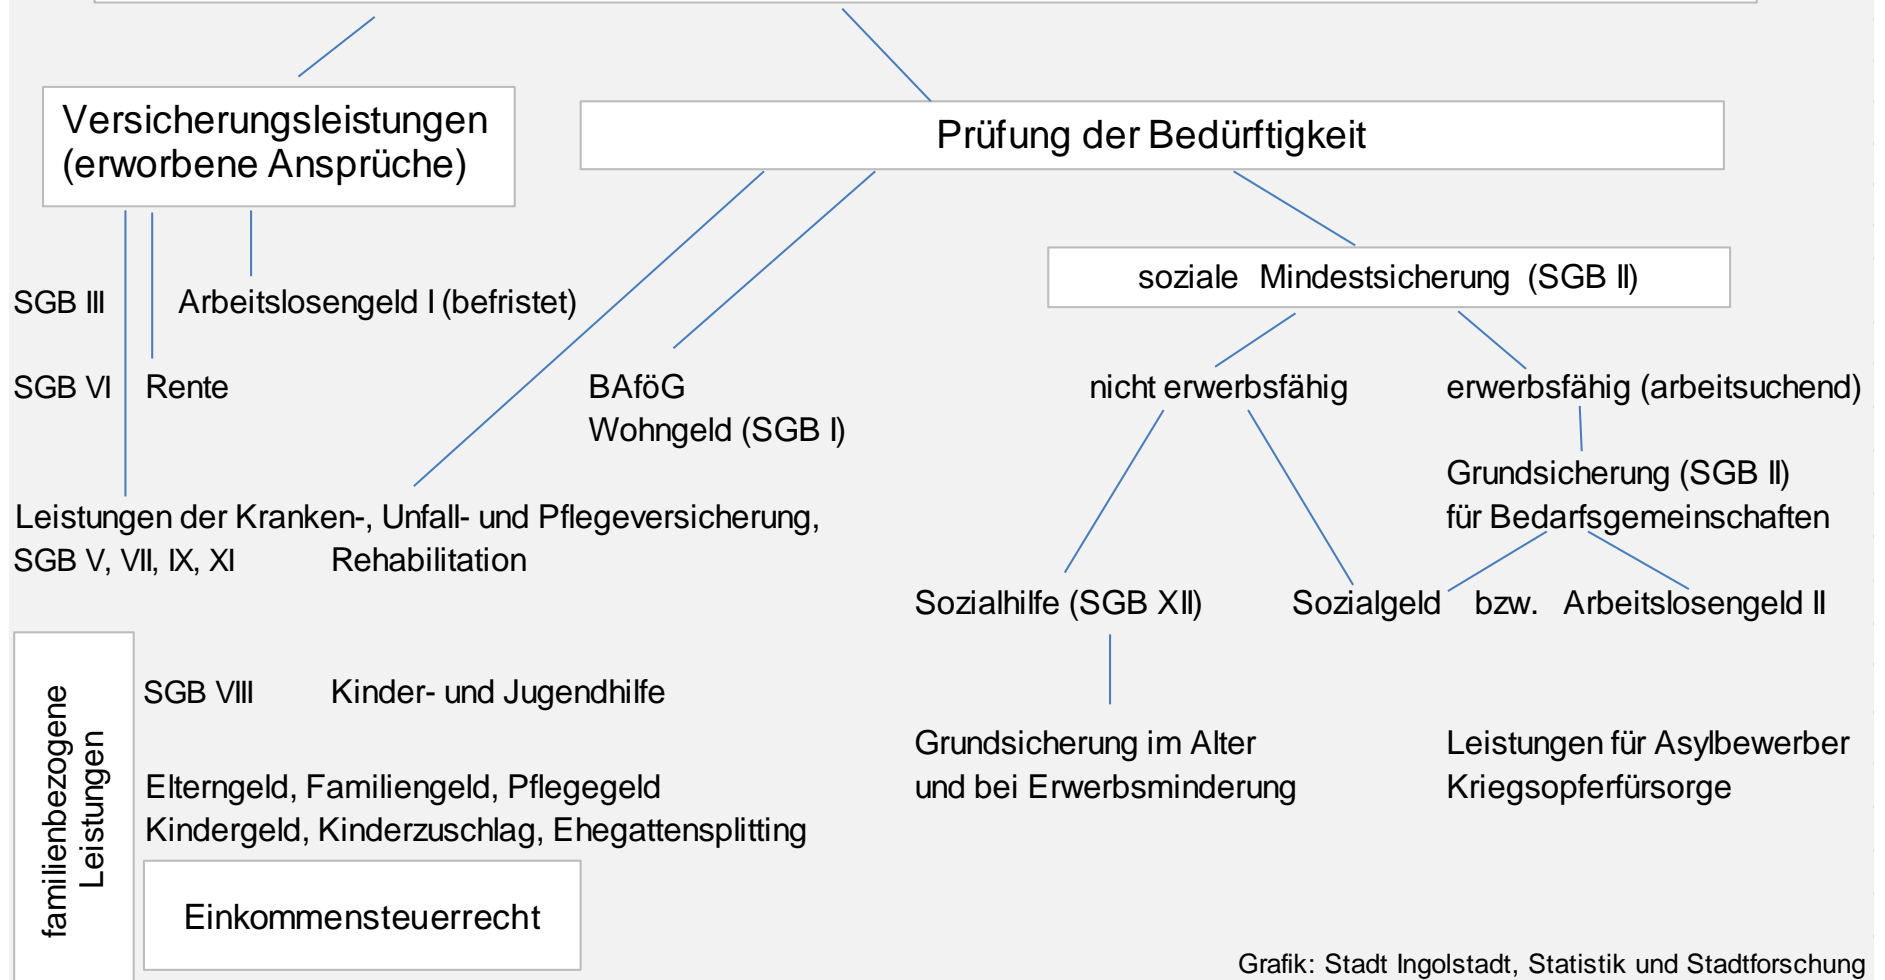 Versicherungsleistungen
(erworbene Ansprüche)
Prüfung der Bedürftigkeit
soziale Mindestsicherung (SGB II)
SGB III Arbeitslosengeld I (befristet)
SGB VI Rente
BAföG
Wohngeld (SGB I)
nicht erwerbsfähig
erwerbsfähig (arbeitsuchend)
Grundsicherung (SGB II)
für Bedarfsgemeinschaften
Leistungen der Kranken-, Unfall- und Pflegeversicherung,
SGB V, VII, IX, XI Rehabilitation
Sozialhilfe (SGB XII)
Sozialgeld bzw. Arbeitslosengeld II
familienbezogene
Leistungen
SGB VIII Kinder- und Jugendhilfe
Elterngeld, Familiengeld, Pflegegeld
Kindergeld, Kinderzuschlag, Ehegattensplitting
Einkommensteuerrecht
Grundsicherung im Alter
und bei Erwerbsminderung
Leistungen für Asylbewerber
Kriegsopferfürsorge
Grafik: Stadt Ingolstadt, Statistik und Stadtforschung